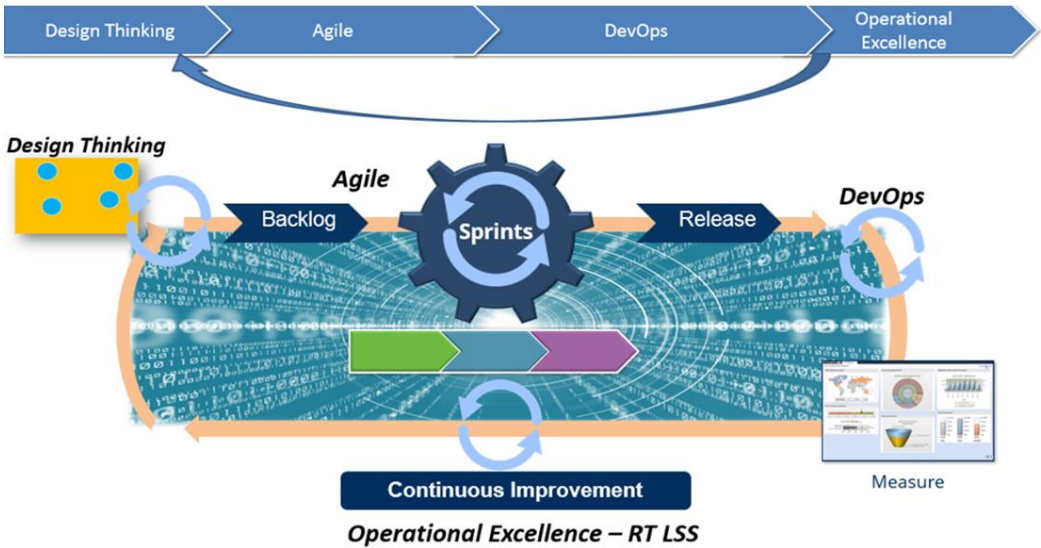 Design Thinking
Agile
DevOps
Operational
Excellence
Design Thinking
Agile
DevOps
Backlog
Sprints
Release
Measure
Continuous Improvement
Operational Excellence – RT LSS